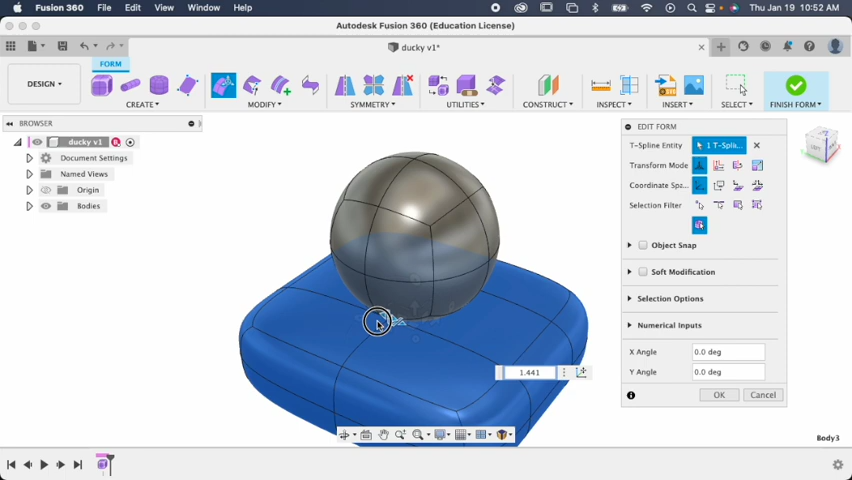 Fusion 360 File Edit View Window Help Thu Jan 19 10:52 AM
Autodesk Fusion 360 (Education License)
ducky v1*
FORM
DESIGN
CREATE MODIFY SYMMETRY UTILITIES CONSTRUCT INSPECT INSERT SELECT FINISH FORM
BROWSER
ducky v1
Document Settings
Named Views
Origin
Bodies
EDIT FORM
T-Spline Entity 1 T-Splin...
Transform Mode
Coordinate Spa...
Selection Filter
Object Snap
Soft Modification
Selection Options
Numerical Inputs
X Angle 0.0 deg
Y Angle 0.0 deg
OK Cancel
1.441
Body3